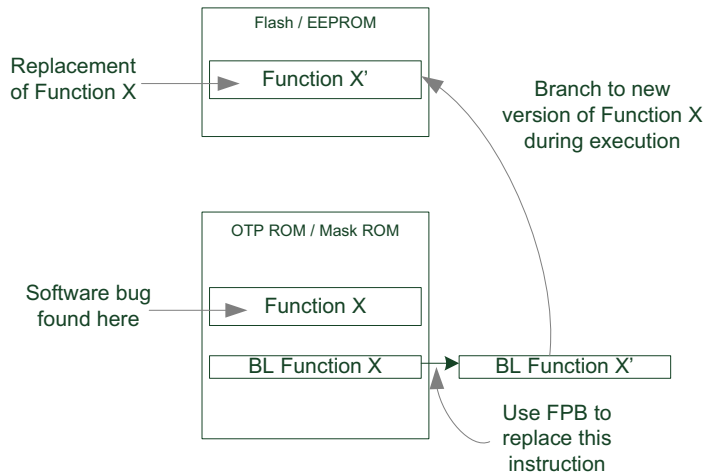 Flash / EEPROM
Replacement
of Function X
Function X'
Branch to new
version of Function X
during execution
OTP ROM / Mask ROM
Software bug
found here
Function X
BL Function X
BL Function X'
Use FPB to
replace this
instruction